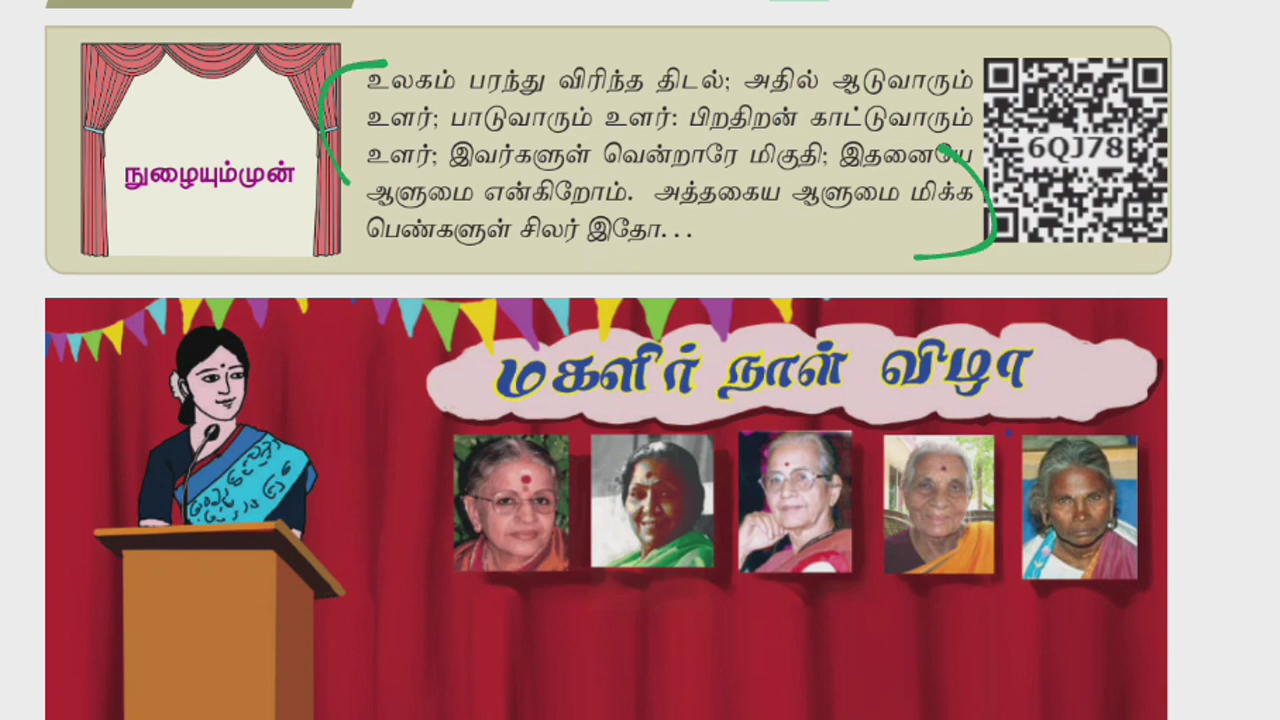 உலகம் பரந்து விரிந்த திடல்; அதில் ஆடுவாரும்
உளர்; பாடுவாரும் உளர்: பிறதிறன் காட்டுவாரும்
உளர்; இவர்களுள் வென்றாரே மிகுதி; இதனையே
ஆளுமை என்கிறோம். அத்தகைய ஆளுமை மிக்க
பெண்களுள் சிலர் இதோ...
நுழையும்முன்
6QJ78
மகளிர் நாள் விழா